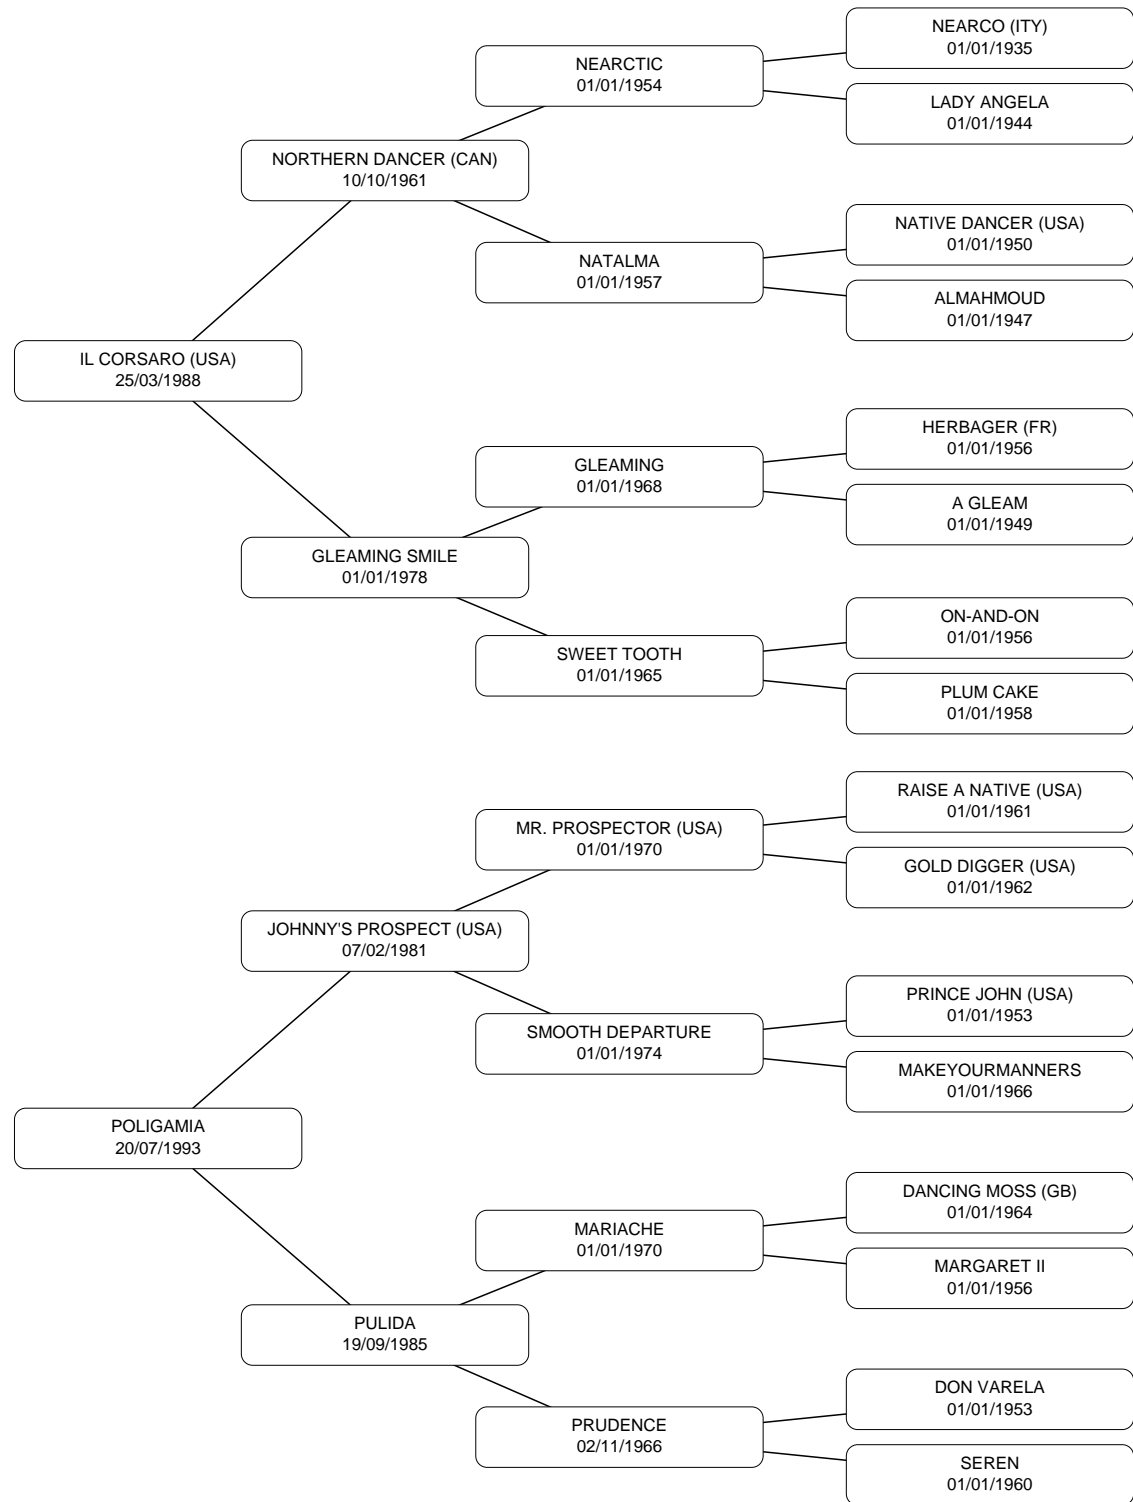 NEARCO (ITY)
01/01/1935
NEARCTIC
01/01/1954
LADY ANGELA
01/01/1944
NORTHERN DANCER (CAN)
10/10/1961
NATIVE DANCER (USA)
01/01/1950
NATALMA
01/01/1957
ALMAHMOUD
01/01/1947
IL CORSARO (USA)
25/03/1988
HERBAGER (FR)
01/01/1956
GLEAMING
01/01/1968
A GLEAM
01/01/1949
GLEAMING SMILE
01/01/1978
ON-AND-ON
01/01/1956
SWEET TOOTH
01/01/1965
PLUM CAKE
01/01/1958
RAISE A NATIVE (USA)
01/01/1961
MR. PROSPECTOR (USA)
01/01/1970
GOLD DIGGER (USA)
01/01/1962
JOHNNY'S PROSPECT (USA)
07/02/1981
PRINCE JOHN (USA)
01/01/1953
SMOOTH DEPARTURE
01/01/1974
MAKEYOURMANNERS
01/01/1966
POLIGAMIA
20/07/1993
DANCING MOSS (GB)
01/01/1964
MARIACHE
01/01/1970
MARGARET II
01/01/1956
PULIDA
19/09/1985
DON VARELA
01/01/1953
PRUDENCE
02/11/1966
SEREN
01/01/1960